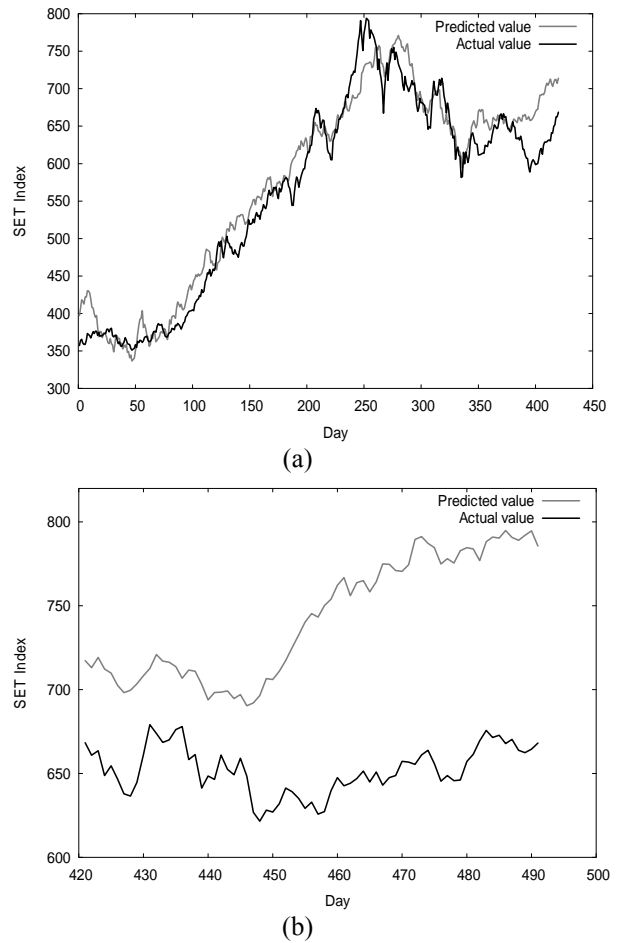 800
750
700
650
600
550
500
450
400
350
300
SET Index
Predicted value
Actual value
0 50 100 150 200 250 300 350 400 450
Day
(a)
800
750
700
650
600
SET Index
Predicted value
Actual value
420 430 440 450 460 470 480 490 500
Day
(b)